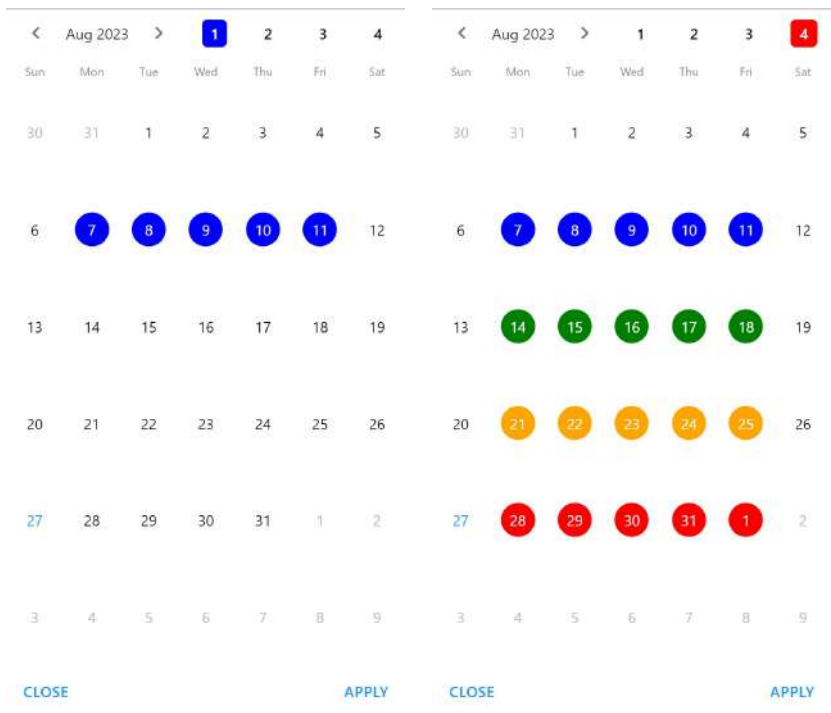 Aug 2023 1 2 3 4
Sun Mon Tue Wed Thu Fri Sat
30 31 1 2 3 4 5
6 7 8 9 10 11 12
13 14 15 16 17 18 19
20 21 22 23 24 25 26
27 28 29 30 31 1 2
3 4 5 6 7 8 9
CLOSE APPLY
Aug 2023 1 2 3 4
Sun Mon Tue Wed Thu Fri Sat
30 31 1 2 3 4 5
6 7 8 9 10 11 12
13 14 15 16 17 18 19
20 21 22 23 24 25 26
27 28 29 30 31 1 2
3 4 5 6 7 8 9
CLOSE APPLY